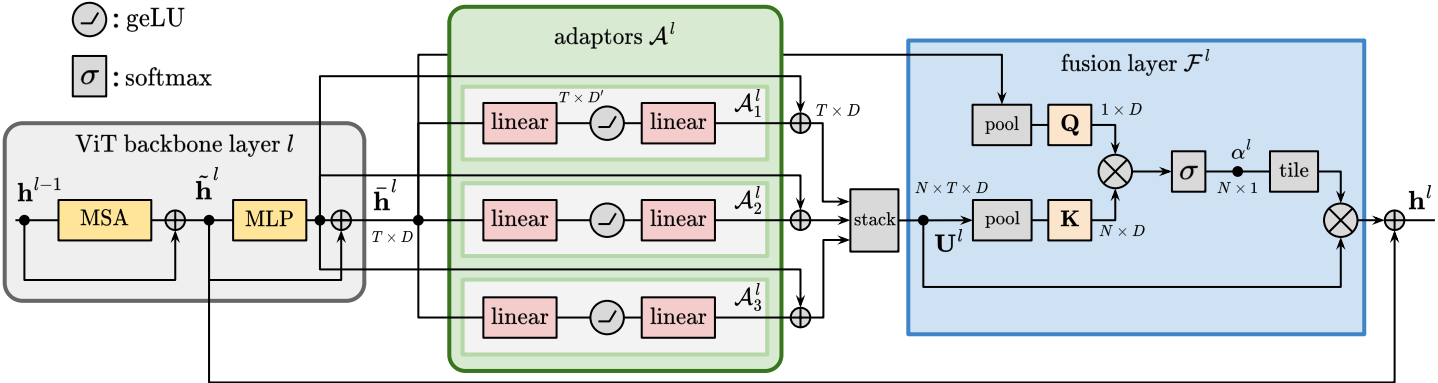 : geLU
σ : softmax
ViT backbone layer l
h^{l−1}
MSA
h̃^l
MLP
h̄^l
T × D
adaptors 𝒜^l
linear
T × D′
linear
𝒜_1^l
linear
linear
𝒜_2^l
linear
linear
𝒜_3^l
T × D
stack
fusion layer ℱ^l
pool
Q
1 × D
N × T × D
U^l
pool
K
N × D
σ
α^l
N × 1
tile
h^l